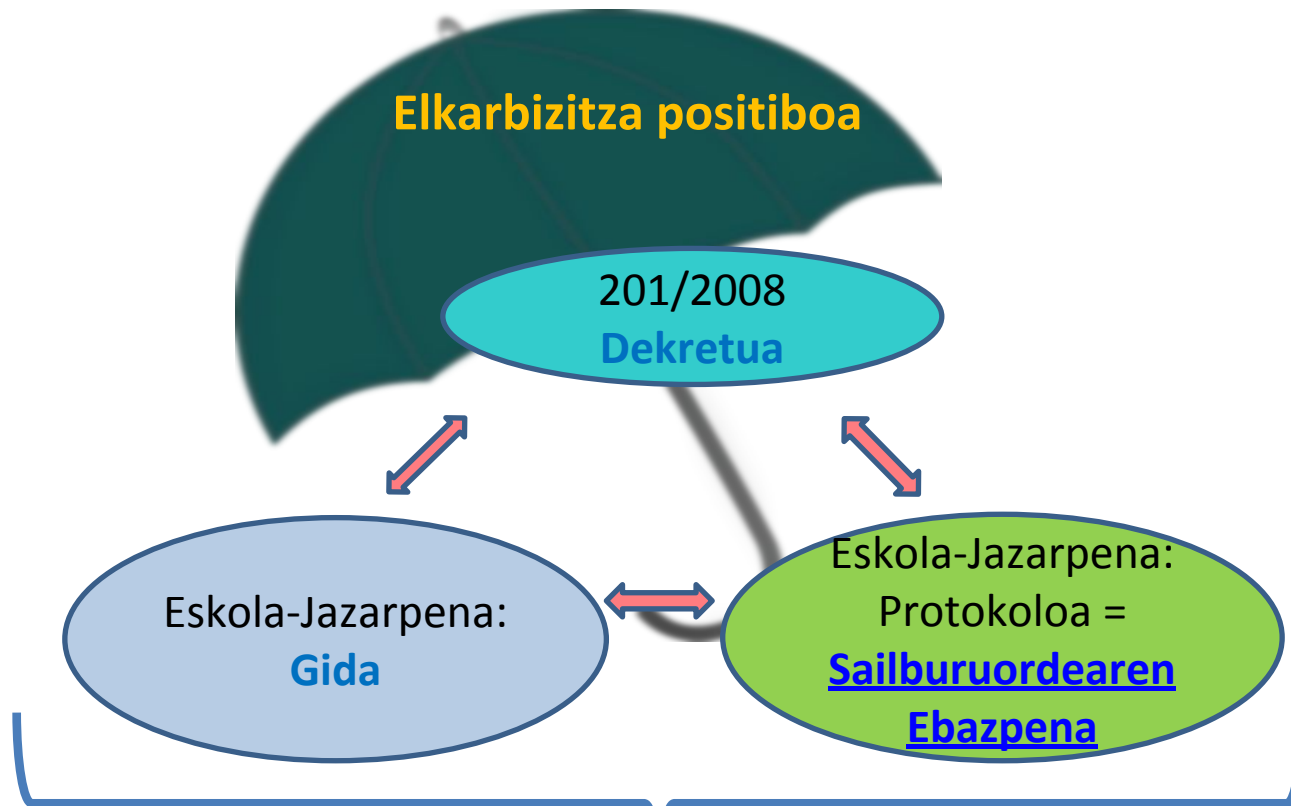 Elkarbizitza positiboa
201/2008
Dekretua
Eskola-Jazarpena:
Gida
Eskola-Jazarpena:
Protokoloa =
Sailburuordearen
Ebazpena